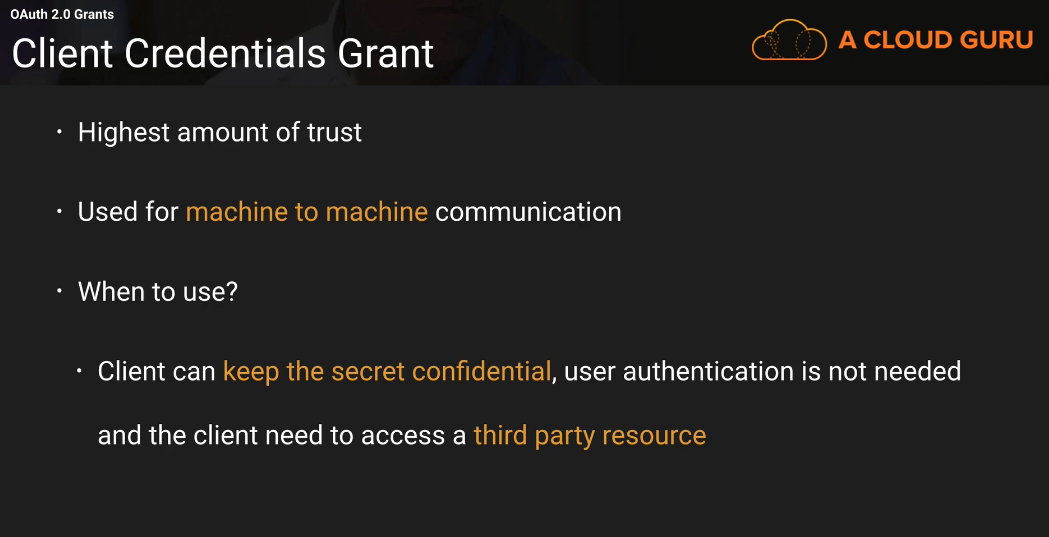 OAuth 2.0 Grants
Client Credentials Grant
A CLOUD GURU
· Highest amount of trust
· Used for machine to machine communication
· When to use?
· Client can keep the secret confidential, user authentication is not needed
and the client need to access a third party resource